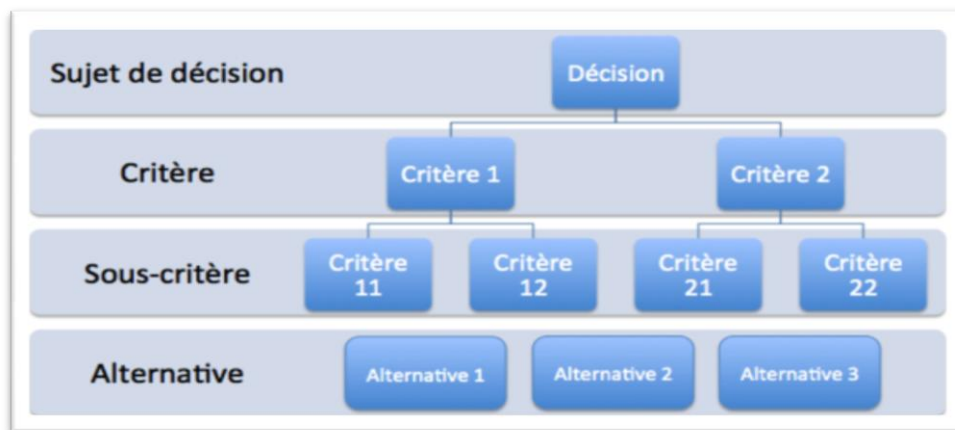 Sujet de décision
Décision
Critère
Critère 1
Critère 2
Sous-critère
Critère
11
Critère
12
Critère
21
Critère
22
Alternative
Alternative 1
Alternative 2
Alternative 3